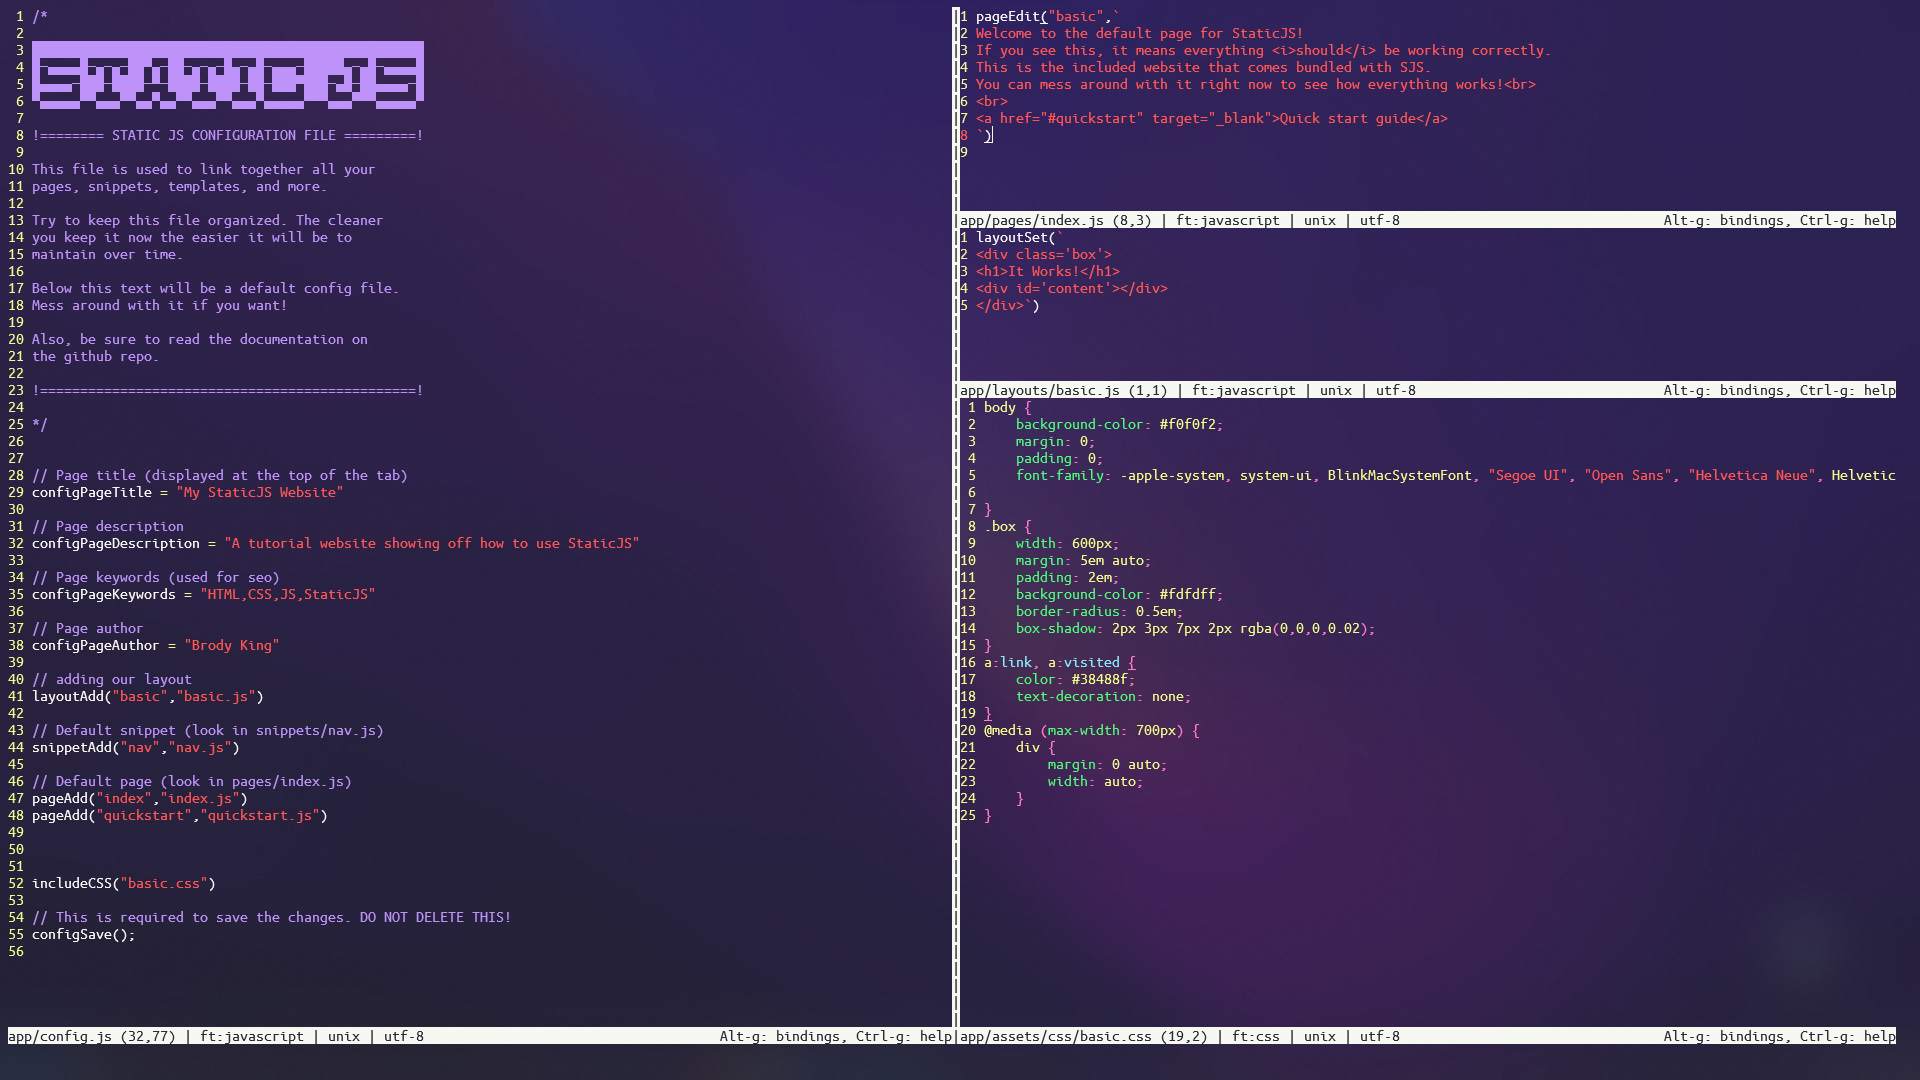 1 /*
2
3
4
5
6
7
8 !======== STATIC JS CONFIGURATION FILE =========!
9
10 This file is used to link together all your
11 pages, snippets, templates, and more.
12
13 Try to keep this file organized. The cleaner
14 you keep it now the easier it will be to
15 maintain over time.
16
17 Below this text will be a default config file.
18 Mess around with it if you want!
19
20 Also, be sure to read the documentation on
21 the github repo.
22
23 !===============================================!
24
25 */
26
27
28 // Page title (displayed at the top of the tab)
29 configPageTitle = "My StaticJS Website"
30
31 // Page description
32 configPageDescription = "A tutorial website showing off how to use StaticJS"
33
34 // Page keywords (used for seo)
35 configPageKeywords = "HTML,CSS,JS,StaticJS"
36
37 // Page author
38 configPageAuthor = "Brody King"
39
40 // adding our layout
41 layoutAdd("basic","basic.js")
42
43 // Default snippet (look in snippets/nav.js)
44 snippetAdd("nav","nav.js")
45
46 // Default page (look in pages/index.js)
47 pageAdd("index","index.js")
48 pageAdd("quickstart","quickstart.js")
49
50
51
52 includeCSS("basic.css")
53
54 // This is required to save the changes. DO NOT DELETE THIS!
55 configSave();
56
app/config.js (32,77) | ft:javascript | unix | utf-8 Alt-g: bindings, Ctrl-g: help
1 pageEdit("basic",`
2 Welcome to the default page for StaticJS!
3 If you see this, it means everything <i>should</i> be working correctly.
4 This is the included website that comes bundled with SJS.
5 You can mess around with it right now to see how everything works!<br>
6 <br>
7 <a href="#quickstart" target="_blank">Quick start guide</a>
8 `)
9
app/pages/index.js (8,3) | ft:javascript | unix | utf-8 Alt-g: bindings, Ctrl-g: help
1 layoutSet(`
2 <div class='box'>
3 <h1>It Works!</h1>
4 <div id='content'></div>
5 </div>`)
app/layouts/basic.js (1,1) | ft:javascript | unix | utf-8 Alt-g: bindings, Ctrl-g: help
1 body {
2     background-color: #f0f0f2;
3     margin: 0;
4     padding: 0;
5     font-family: -apple-system, system-ui, BlinkMacSystemFont, "Segoe UI", "Open Sans", "Helvetica Neue", Helvetic
6
7 }
8 .box {
9     width: 600px;
10     margin: 5em auto;
11     padding: 2em;
12     background-color: #fdfdff;
13     border-radius: 0.5em;
14     box-shadow: 2px 3px 7px 2px rgba(0,0,0,0.02);
15 }
16 a:link, a:visited {
17     color: #38488f;
18     text-decoration: none;
19 }
20 @media (max-width: 700px) {
21     div {
22         margin: 0 auto;
23         width: auto;
24     }
25 }
app/assets/css/basic.css (19,2) | ft:css | unix | utf-8 Alt-g: bindings, Ctrl-g: help